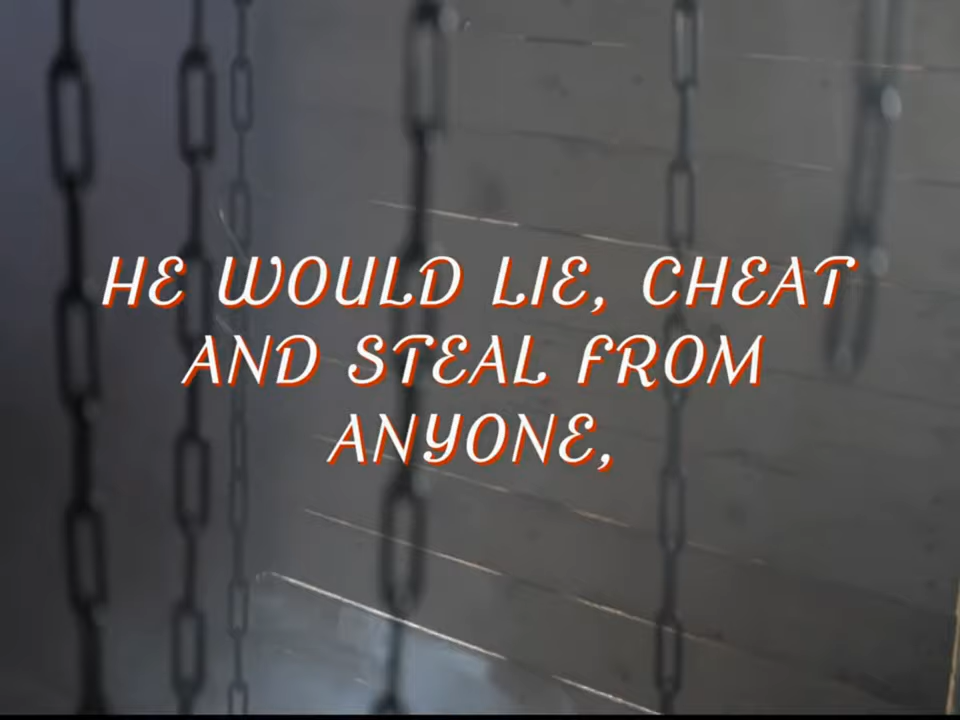 HE WOULD LIE, CHEAT
AND STEAL FROM
ANYONE,